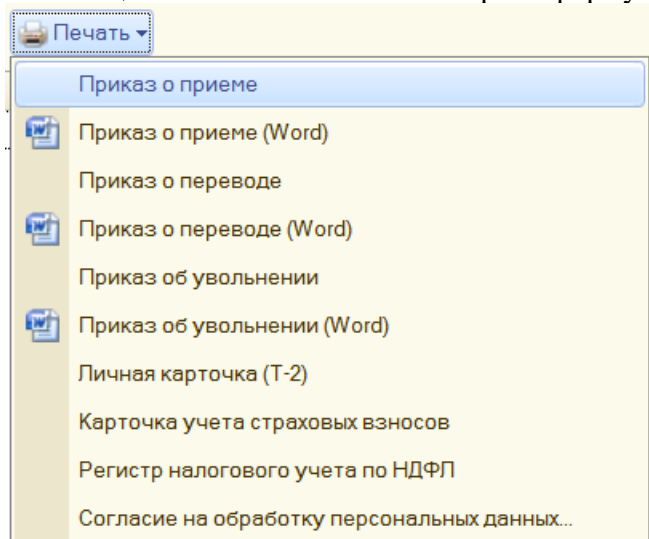 Печать
Приказ о приеме
Приказ о приеме (Word)
Приказ о переводе
Приказ о переводе (Word)
Приказ об увольнении
Приказ об увольнении (Word)
Личная карточка (Т-2)
Карточка учета страховых взносов
Регистр налогового учета по НДФЛ
Согласие на обработку персональных данных...